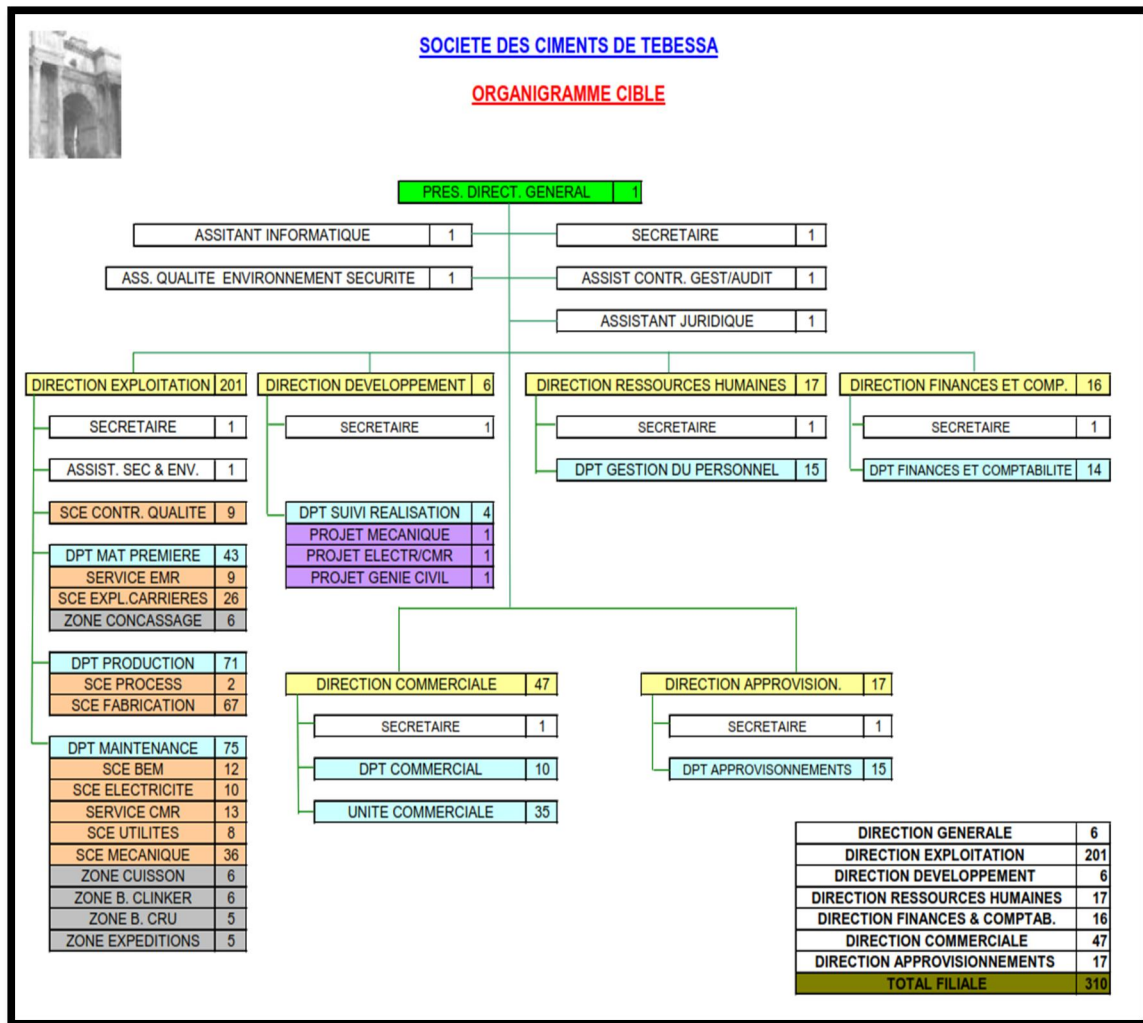 SOCIETE DES CIMENTS DE TEBESSA
ORGANIGRAMME CIBLE
PRES. DIRECT. GENERAL 1
ASSITANT INFORMATIQUE 1
SECRETAIRE 1
ASS. QUALITE ENVIRONNEMENT SECURITE 1
ASSIST CONTR. GEST/AUDIT 1
ASSISTANT JURIDIQUE 1
DIRECTION EXPLOITATION 201
SECRETAIRE 1
ASSIST. SEC & ENV. 1
SCE CONTR. QUALITE 9
DPT MAT PREMIERE 43
SERVICE EMR 9
SCE EXPL.CARRIERES 26
ZONE CONCASSAGE 6
DPT PRODUCTION 71
SCE PROCESS 2
SCE FABRICATION 67
DPT MAINTENANCE 75
SCE BEM 12
SCE ELECTRICITE 10
SERVICE CMR 13
SCE UTILITES 8
SCE MECANIQUE 36
ZONE CUISSON 6
ZONE B. CLINKER 6
ZONE B. CRU 5
ZONE EXPEDITIONS 5
DIRECTION DEVELOPPEMENT 6
SECRETAIRE 1
DPT SUIVI REALISATION 4
PROJET MECANIQUE 1
PROJET ELECTR/CMR 1
PROJET GENIE CIVIL 1
DIRECTION RESSOURCES HUMAINES 17
SECRETAIRE 1
DPT GESTION DU PERSONNEL 15
DIRECTION FINANCES ET COMP. 16
SECRETAIRE 1
DPT FINANCES ET COMPTABILITE 14
DIRECTION COMMERCIALE 47
SECRETAIRE 1
DPT COMMERCIAL 10
UNITE COMMERCIALE 35
DIRECTION APPROVISION. 17
SECRETAIRE 1
DPT APPROVISONNEMENTS 15
DIRECTION GENERALE 6
DIRECTION EXPLOITATION 201
DIRECTION DEVELOPPEMENT 6
DIRECTION RESSOURCES HUMAINES 17
DIRECTION FINANCES & COMPTAB. 16
DIRECTION COMMERCIALE 47
DIRECTION APPROVISIONNEMENTS 17
TOTAL FILIALE 310